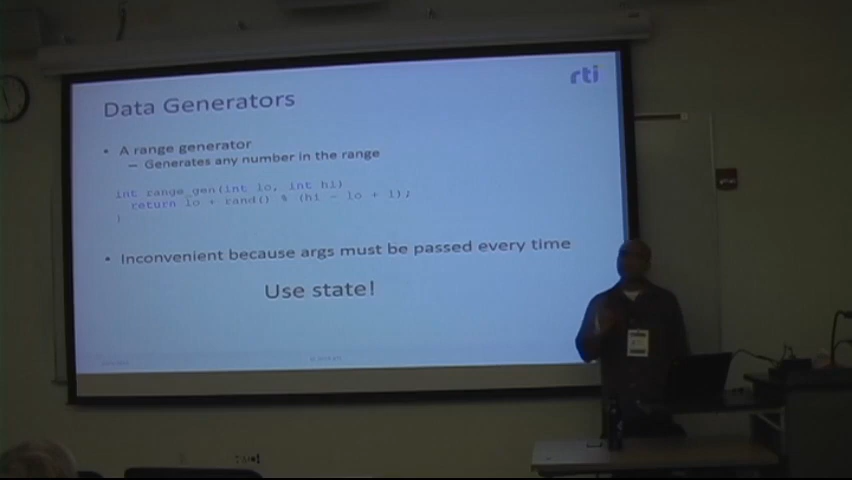 rti
Data Generators
• A range generator
– Generates any number in the range
int range_gen(int lo, int hi)
return lo + rand() % (hi - lo + 1);
}
• Inconvenient because args must be passed every time
Use state!